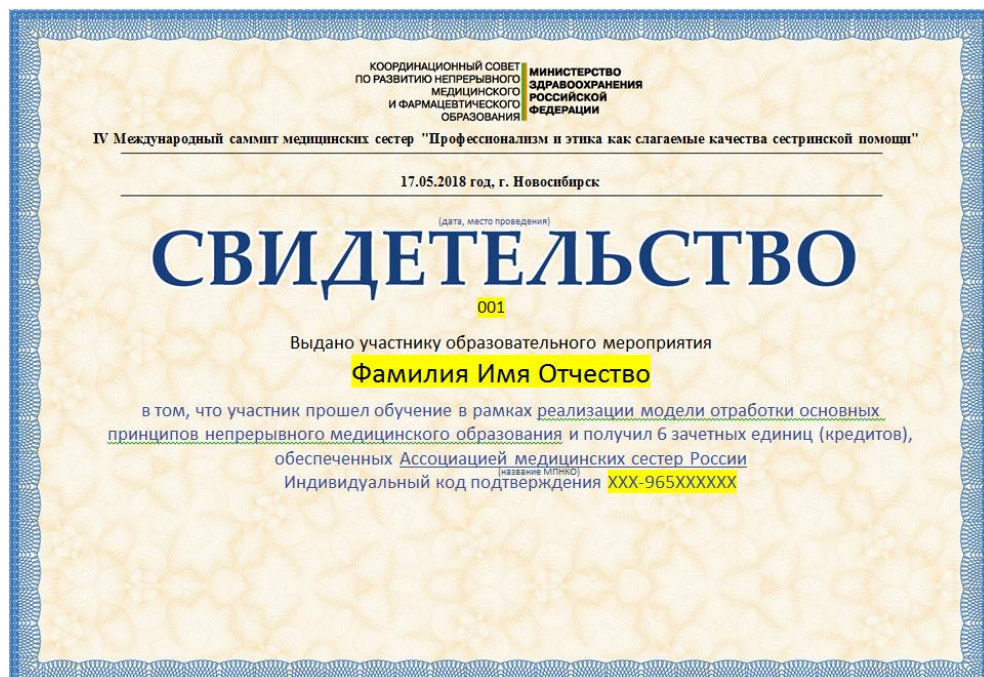 КООРДИНАЦИОННЫЙ СОВЕТ
ПО РАЗВИТИЮ НЕПРЕРЫВНОГО
МЕДИЦИНСКОГО
И ФАРМАЦЕВТИЧЕСКОГО
ОБРАЗОВАНИЯ
МИНИСТЕРСТВО
ЗДРАВООХРАНЕНИЯ
РОССИЙСКОЙ
ФЕДЕРАЦИИ
IV Международный саммит медицинских сестер "Профессионализм и этика как слагаемые качества сестринской помощи"
17.05.2018 год, г. Новосибирск
(дата, место проведения)
СВИДЕТЕЛЬСТВО
001
Выдано участнику образовательного мероприятия
Фамилия Имя Отчество
в том, что участник прошел обучение в рамках реализации модели отработки основных
принципов непрерывного медицинского образования и получил 6 зачетных единиц (кредитов),
обеспеченных Ассоциацией медицинских сестер России
(название МПНКО)
Индивидуальный код подтверждения XXX-965XXXXXX